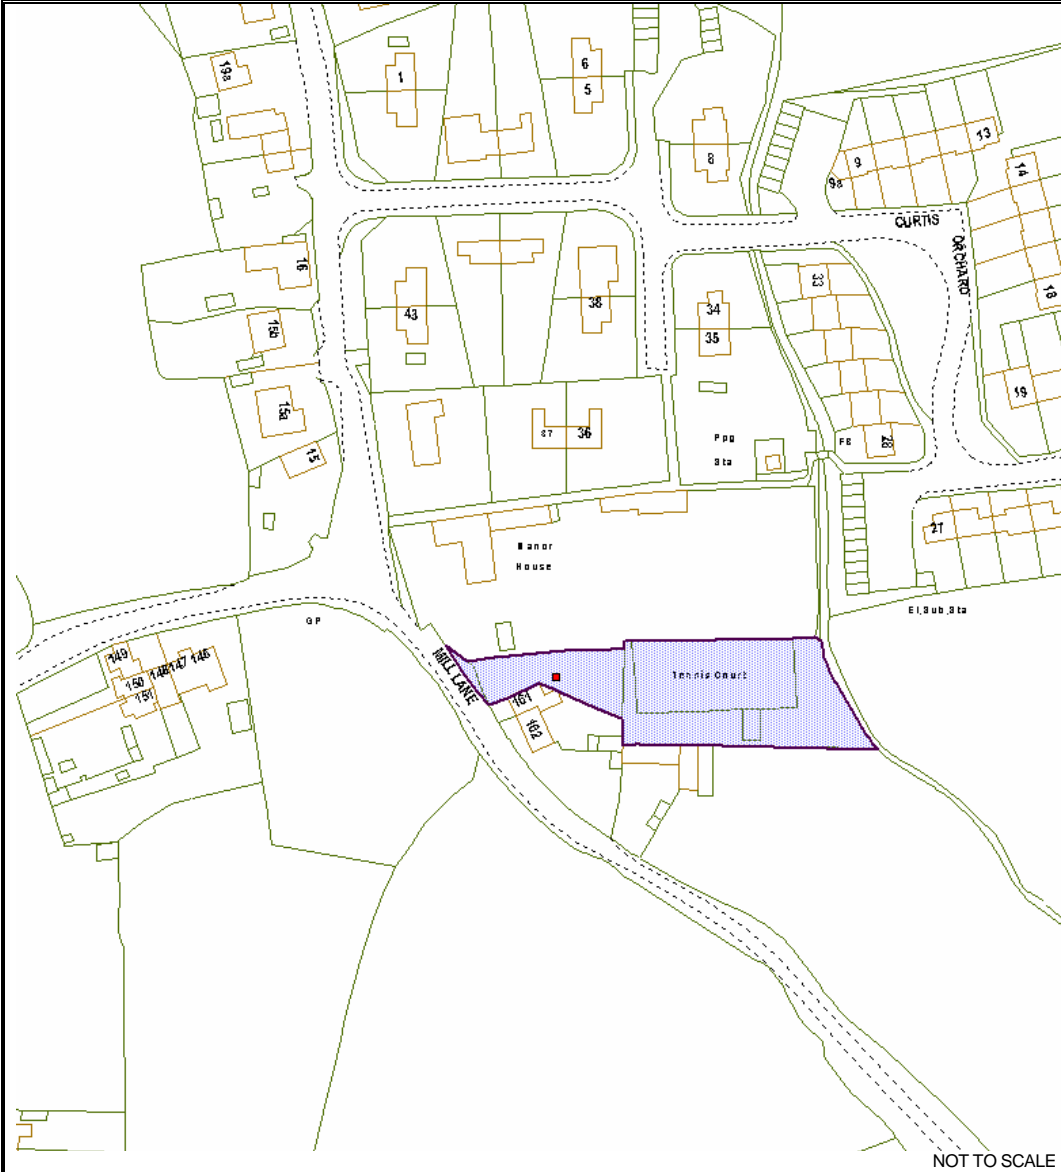 19a
1
6
5
8
9
9a
13
14
CURTIS
ORCHARD
16
15b
15a
15
43
38
34
35
33
18
19
37
36
Ppg
Sta
FB
28
27
Manor
House
El, Sub, Sta
GP
149
150
151
148
147
146
MILL LANE
161
162
Tennis Court
NOT TO SCALE